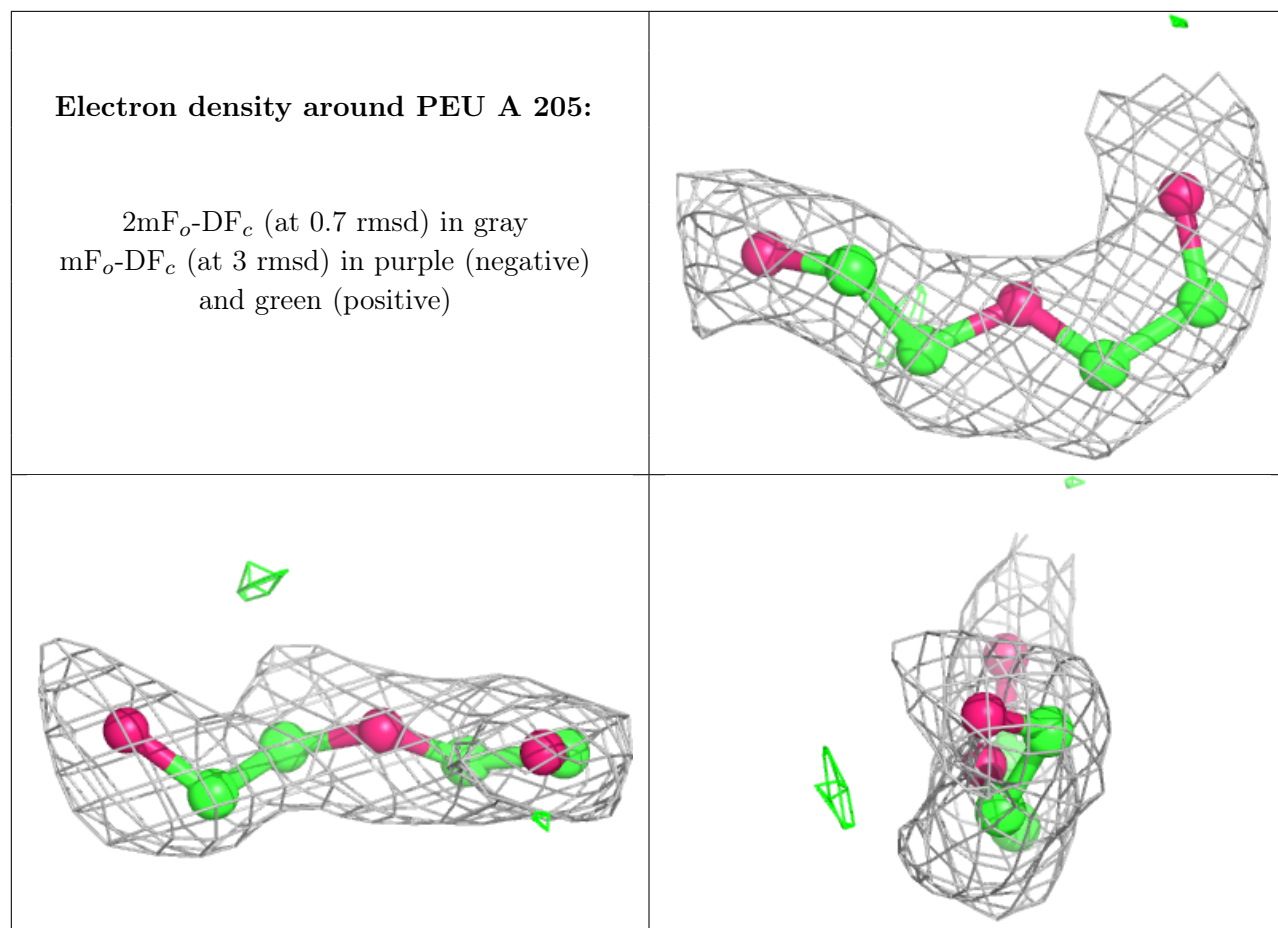 Electron density around PEU A 205:
2mFo-DFc (at 0.7 rmsd) in gray
mFo-DFc (at 3 rmsd) in purple (negative)
and green (positive)